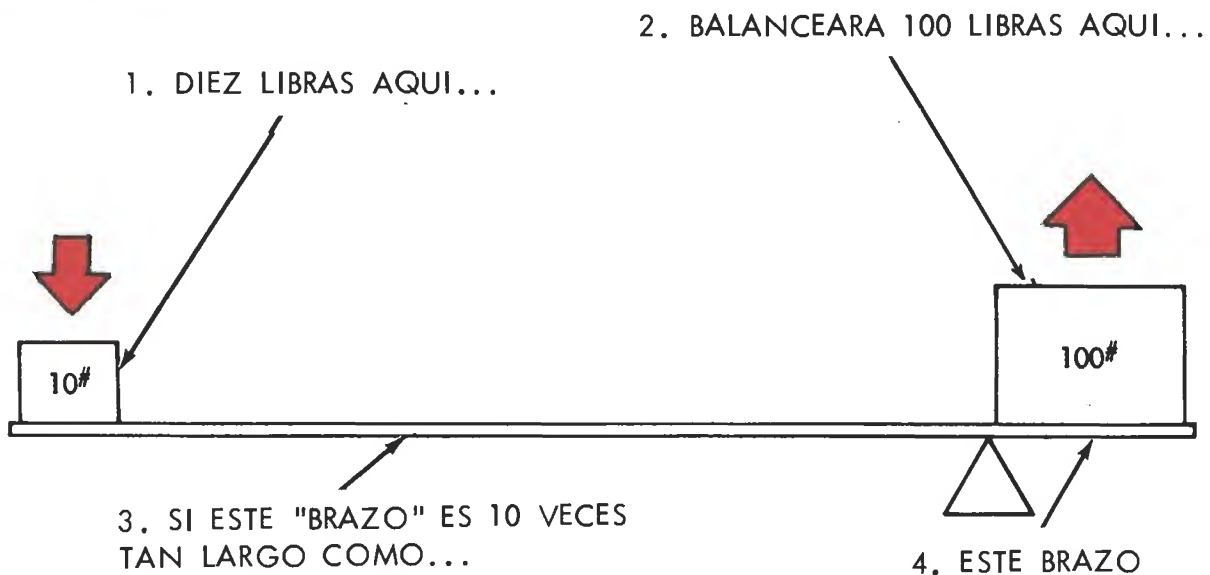 2. BALANCEARA 100 LIBRAS AQUI...
1. DIEZ LIBRAS AQUI...
10#
100#
3. SI ESTE "BRAZO" ES 10 VECES
TAN LARGO COMO...
4. ESTE BRAZO